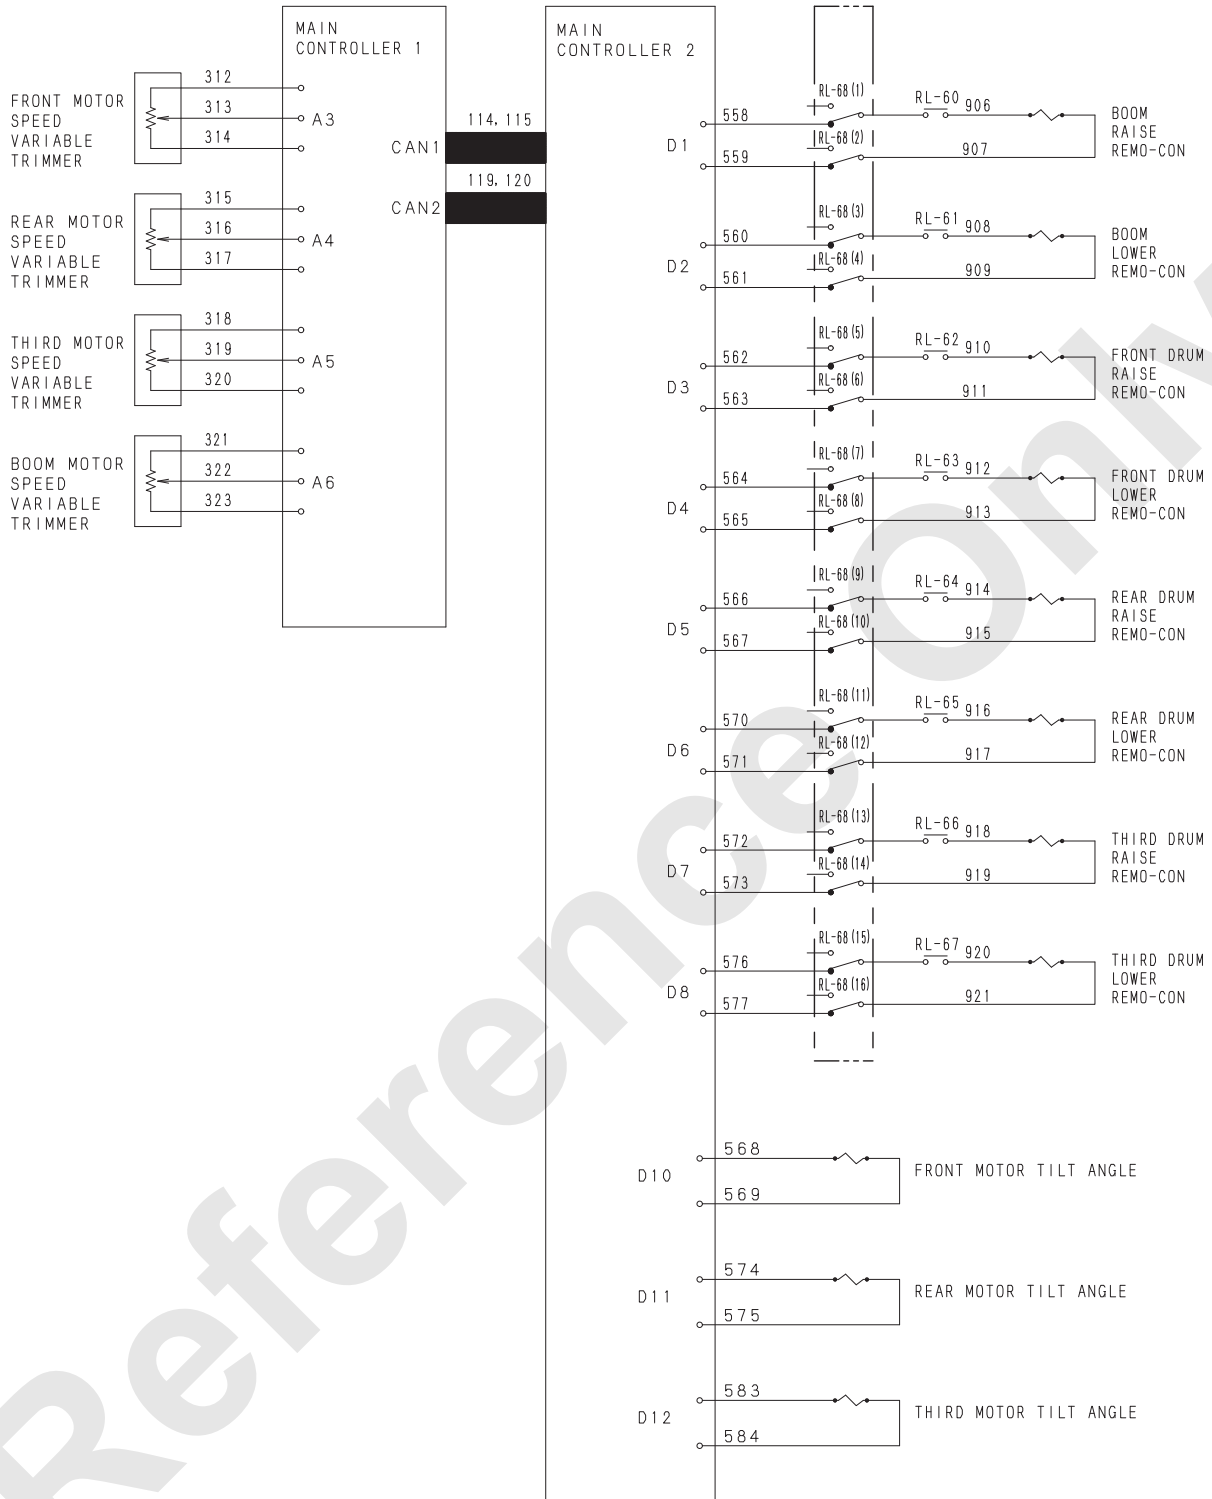 MAIN
CONTROLLER 1
FRONT MOTOR
SPEED
VARIABLE
TRIMMER
312
313
314
A3
REAR MOTOR
SPEED
VARIABLE
TRIMMER
315
316
317
A4
THIRD MOTOR
SPEED
VARIABLE
TRIMMER
318
319
320
A5
BOOM MOTOR
SPEED
VARIABLE
TRIMMER
321
322
323
A6
CAN1
114, 115
CAN2
119, 120
MAIN
CONTROLLER 2
D1
558
559
RL-68(1)
RL-68(2)
RL-60
906
907
BOOM
RAISE
REMO-CON
D2
560
561
RL-68(3)
RL-68(4)
RL-61
908
909
BOOM
LOWER
REMO-CON
D3
562
563
RL-68(5)
RL-68(6)
RL-62
910
911
FRONT DRUM
RAISE
REMO-CON
D4
564
565
RL-68(7)
RL-68(8)
RL-63
912
913
FRONT DRUM
LOWER
REMO-CON
D5
566
567
RL-68(9)
RL-68(10)
RL-64
914
915
REAR DRUM
RAISE
REMO-CON
D6
570
571
RL-68(11)
RL-68(12)
RL-65
916
917
REAR DRUM
LOWER
REMO-CON
D7
572
573
RL-68(13)
RL-68(14)
RL-66
918
919
THIRD DRUM
RAISE
REMO-CON
D8
576
577
RL-68(15)
RL-68(16)
RL-67
920
921
THIRD DRUM
LOWER
REMO-CON
D10
568
569
FRONT MOTOR TILT ANGLE
D11
574
575
REAR MOTOR TILT ANGLE
D12
583
584
THIRD MOTOR TILT ANGLE
Reference Only